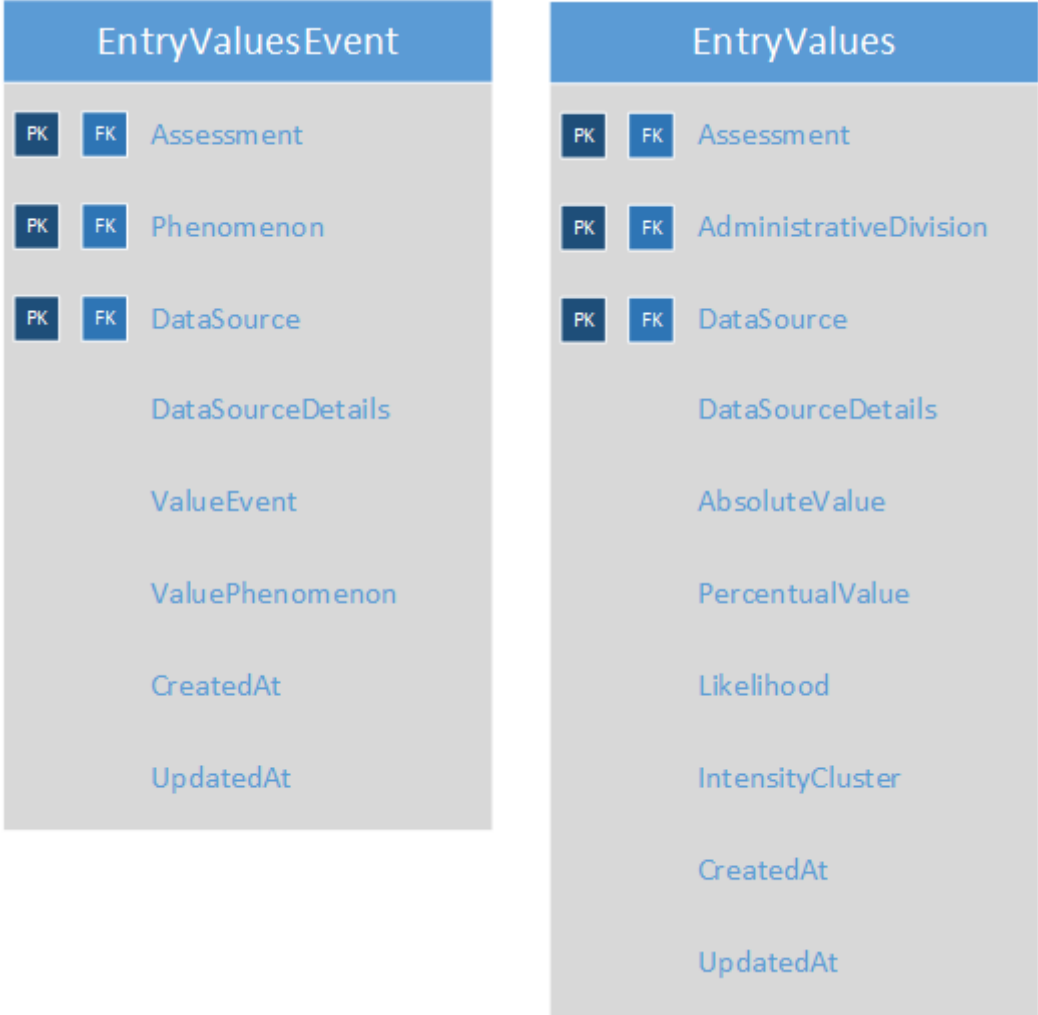 EntryValuesEvent
PK FK Assessment
PK FK Phenomenon
PK FK DataSource
DataSourceDetails
ValueEvent
ValuePhenomenon
CreatedAt
UpdatedAt
EntryValues
PK FK Assessment
PK FK AdministrativeDivision
PK FK DataSource
DataSourceDetails
AbsoluteValue
PercentualValue
Likelihood
IntensityCluster
CreatedAt
UpdatedAt